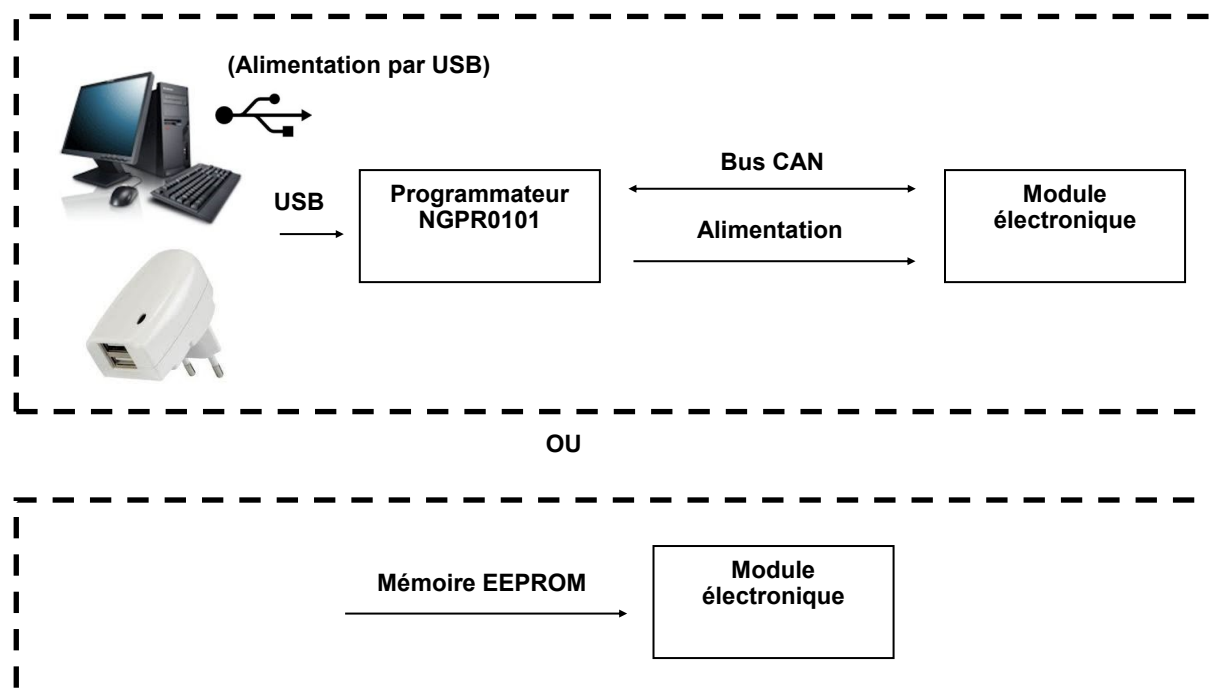 (Alimentation par USB)
USB
Programmateur
NGPR0101
Bus CAN
Alimentation
Module
électronique
OU
Mémoire EEPROM
Module
électronique